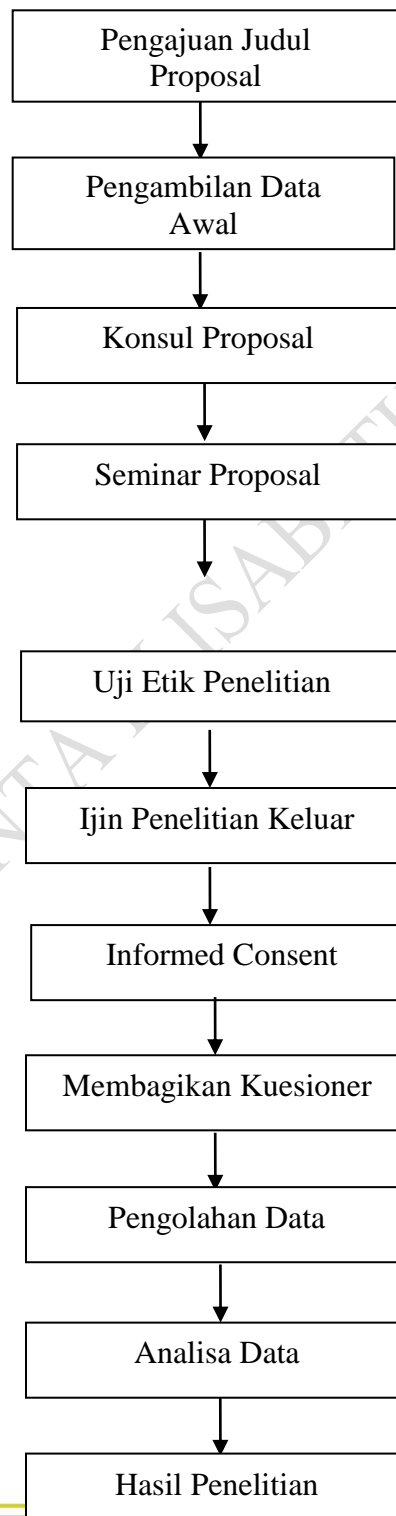 Pengajuan Judul
Proposal
Pengambilan Data
Awal
Konsul Proposal
Seminar Proposal
Uji Etik Penelitian
Ijin Penelitian Keluar
Informed Consent
Membagikan Kuesioner
Pengolahan Data
Analisa Data
Hasil Penelitian